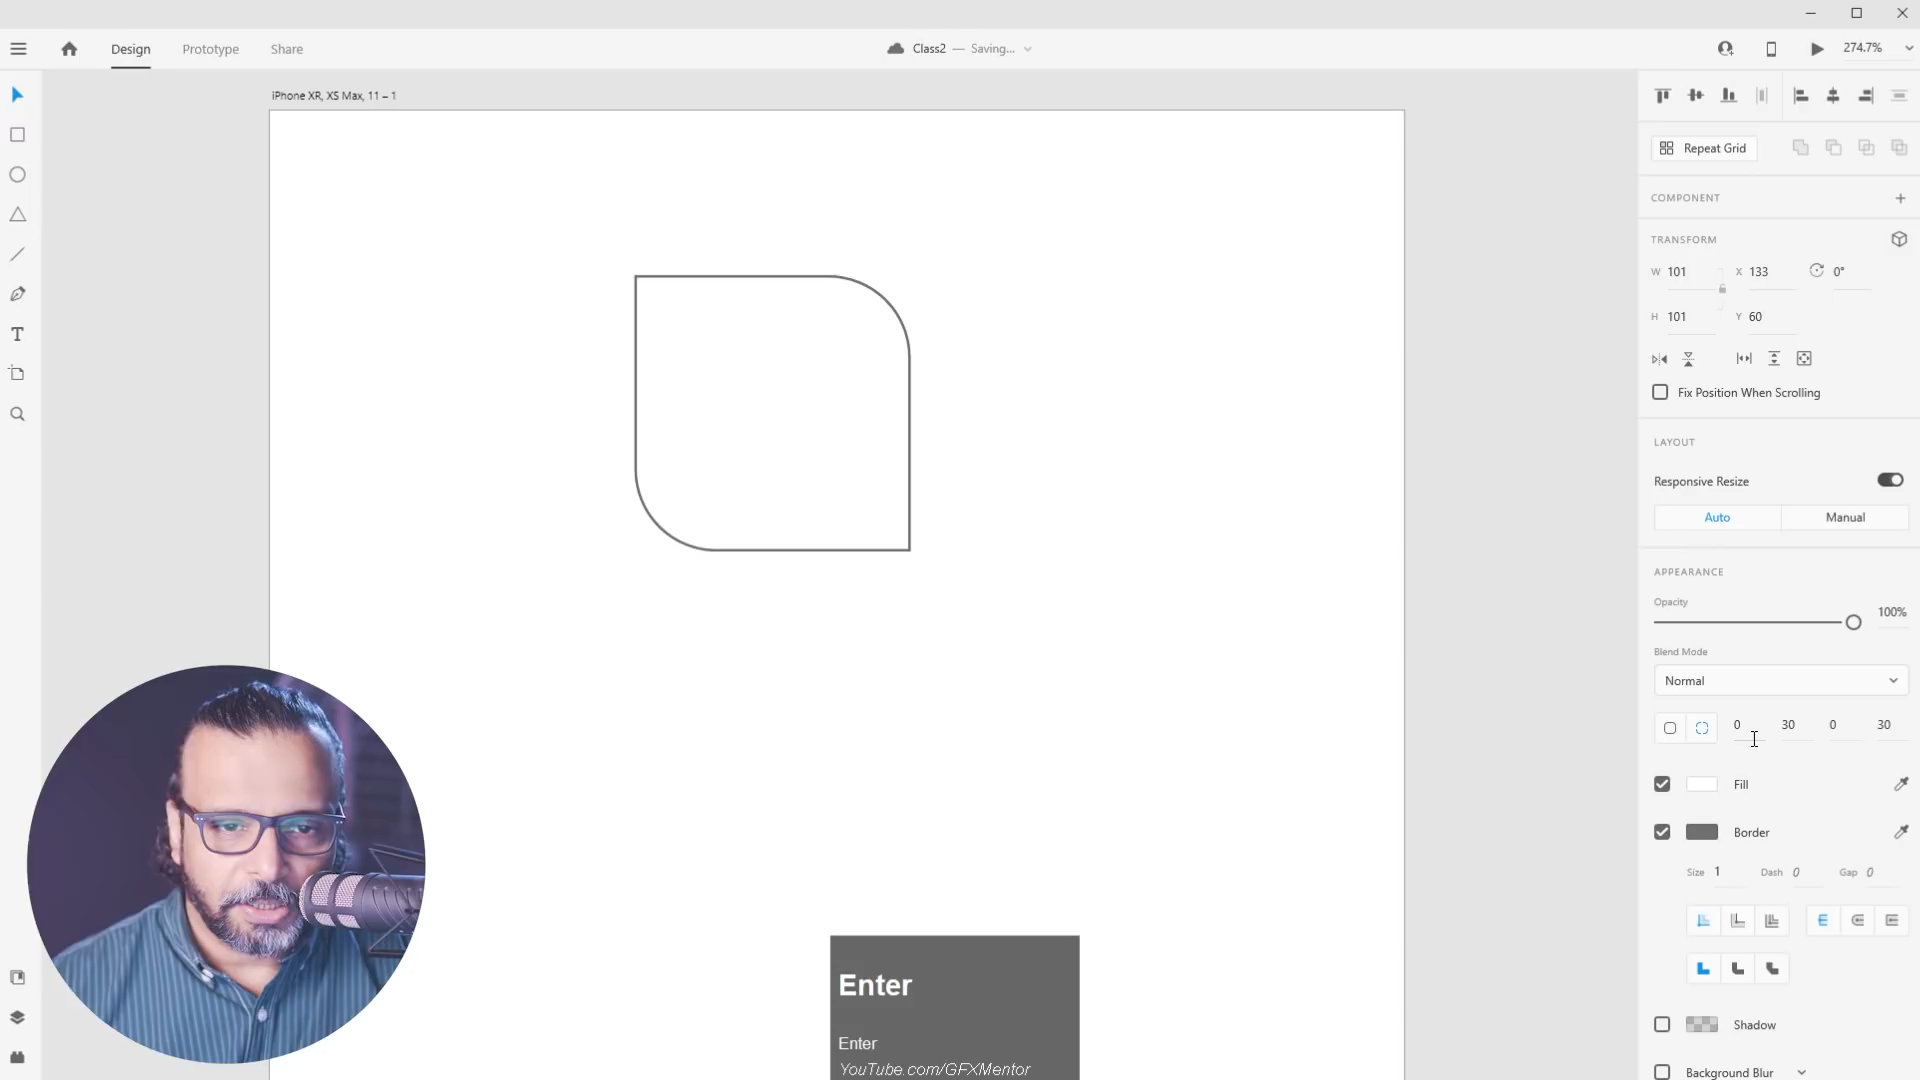 Design Prototype Share
Class2 — Saving...
274.7%
iPhone XR, XS Max, 11 – 1
Repeat Grid
COMPONENT
TRANSFORM
W 101 X 133 0°
H 101 Y 60
Fix Position When Scrolling
LAYOUT
Responsive Resize
Auto Manual
APPEARANCE
Opacity
100%
Blend Mode
Normal
0 30 0 30
Fill
Border
Size 1 Dash 0 Gap 0
Shadow
Background Blur
Enter
Enter
YouTube.com/GFXMentor